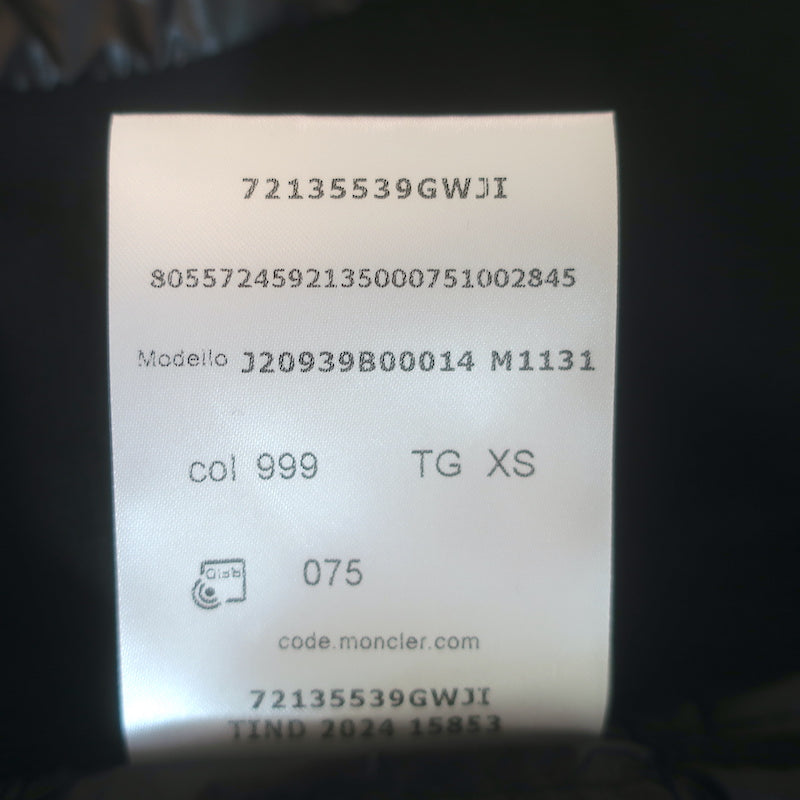 72135539GWJI
8055724592135000751002845
Modello J20939B00014 M1131
col 999 TG XS
075
code.moncler.com
72135539GWJI
TIND 2024 15853